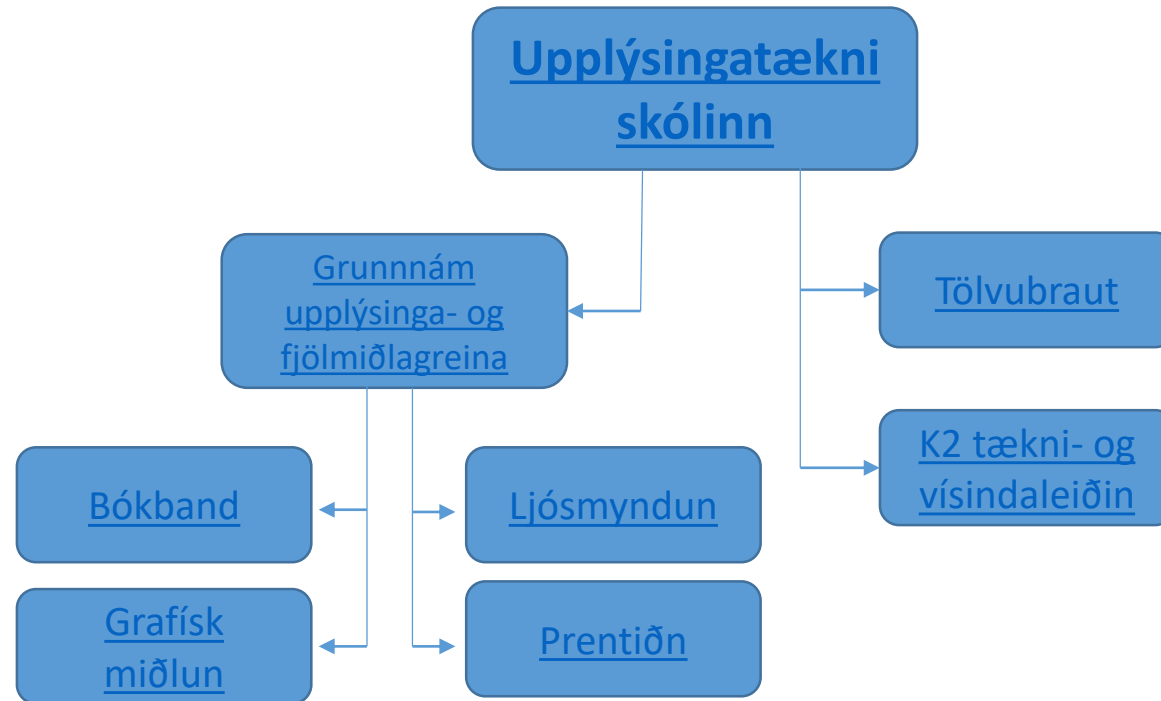 Upplýsingatækni
skólinn
Grunnnám
upplýsinga- og
fjölmiðlagreina
Tölvubraut
K2 tækni- og
vísindaleiðin
Bókband
Ljósmyndun
Grafísk
miðlun
Prentiðn